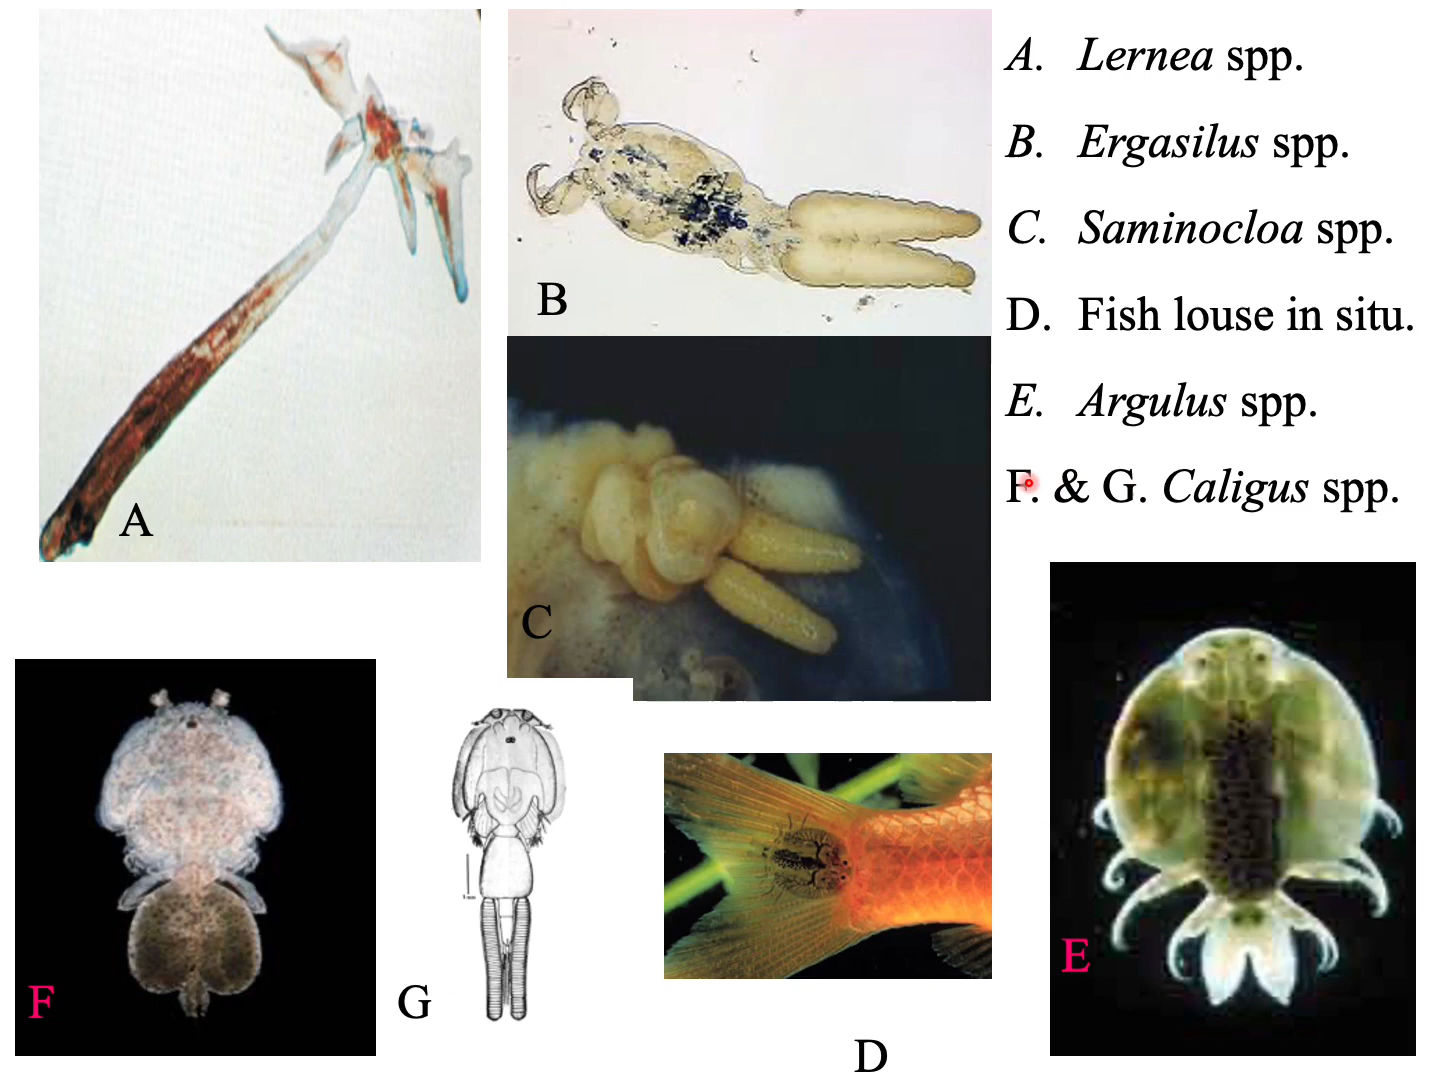 A. Lernea spp.
B. Ergasilus spp.
C. Saminocloa spp.
D. Fish louse in situ.
E. Argulus spp.
F. & G. Caligus spp.
A
B
C
F
G
D
E